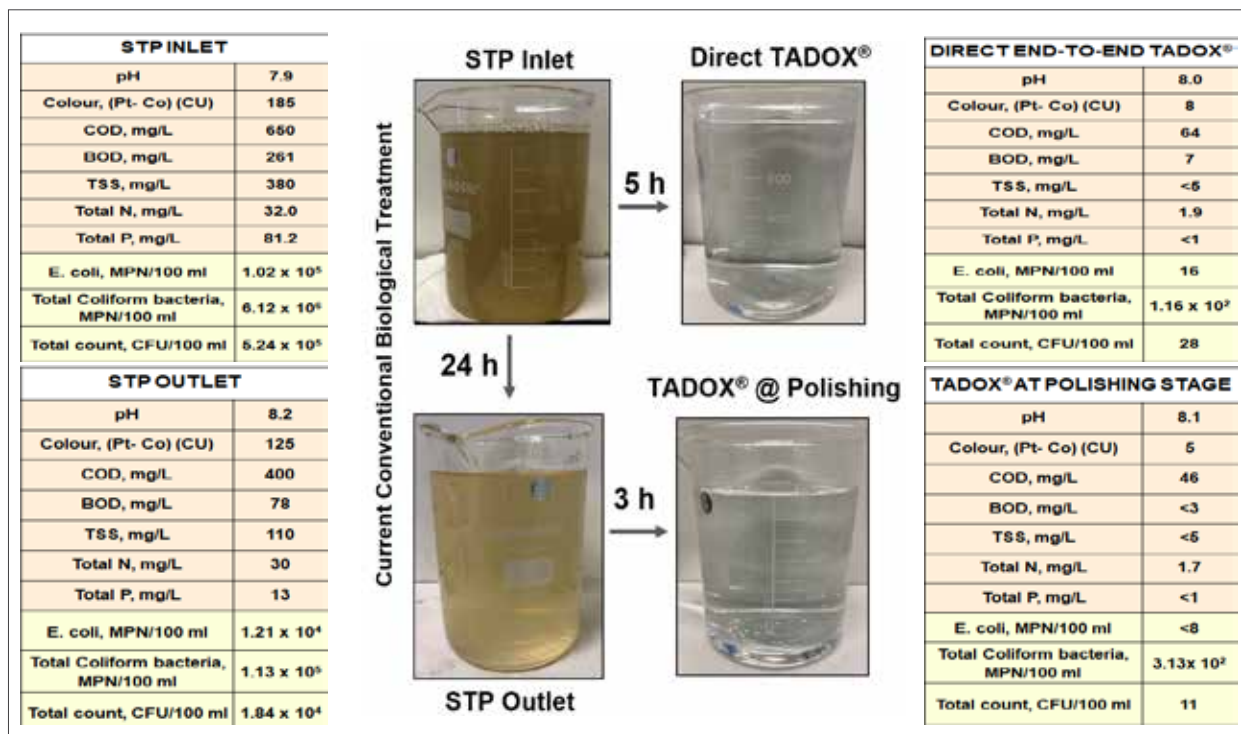 STP INLET
pH 7.9
Colour, (Pt- Co) (CU) 185
COD, mg/L 650
BOD, mg/L 261
TSS, mg/L 380
Total N, mg/L 32.0
Total P, mg/L 81.2
E. coli, MPN/100 ml 1.02 x 10⁵
Total Coliform bacteria,
MPN/100 ml 6.12 x 10⁶
Total count, CFU/100 ml 5.24 x 10⁵
STP OUTLET
pH 8.2
Colour, (Pt- Co) (CU) 125
COD, mg/L 400
BOD, mg/L 78
TSS, mg/L 110
Total N, mg/L 30
Total P, mg/L 13
E. coli, MPN/100 ml 1.21 x 10⁴
Total Coliform bacteria,
MPN/100 ml 1.13 x 10⁵
Total count, CFU/100 ml 1.84 x 10⁴
Current Conventional Biological Treatment
STP Inlet
Direct TADOX®
5 h
24 h
TADOX® @ Polishing
3 h
STP Outlet
DIRECT END-TO-END TADOX®
pH 8.0
Colour, (Pt- Co) (CU) 8
COD, mg/L 64
BOD, mg/L 7
TSS, mg/L <5
Total N, mg/L 1.9
Total P, mg/L <1
E. coli, MPN/100 ml 16
Total Coliform bacteria,
MPN/100 ml 1.16 x 10²
Total count, CFU/100 ml 28
TADOX® AT POLISHING STAGE
pH 8.1
Colour, (Pt- Co) (CU) 5
COD, mg/L 46
BOD, mg/L <3
TSS, mg/L <5
Total N, mg/L 1.7
Total P, mg/L <1
E. coli, MPN/100 ml <8
Total Coliform bacteria,
MPN/100 ml 3.13x 10²
Total count, CFU/100 ml 11